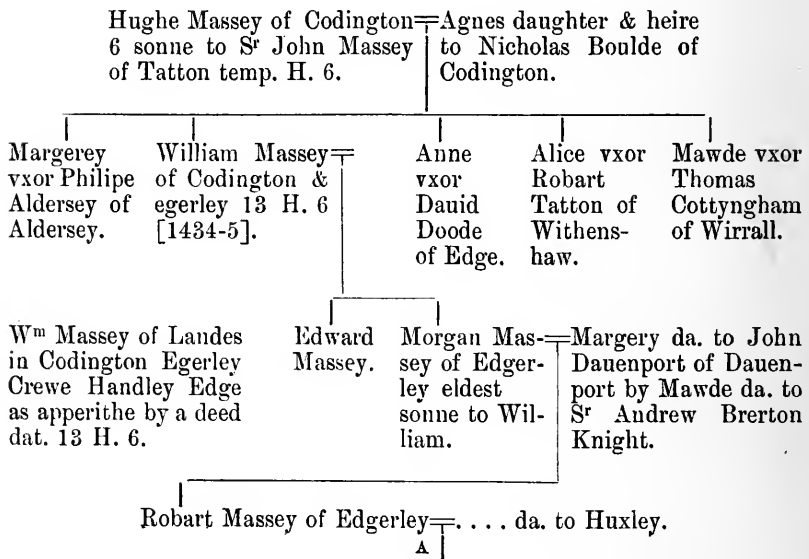 Hughe Massey of Codington
6 sonne to Sʳ John Massey
of Tatton temp. H. 6.
Agnes daughter & heire
to Nicholas Boulde of
Codington.
Margerey
vxor Philipe
Aldersey of
Aldersey.
William Massey
of Codington &
egerley 13 H. 6
[1434-5].
Anne
vxor
Dauid
Doode
of Edge.
Alice vxor
Robart
Tatton of
Withens-
haw.
Mawde vxor
Thomas
Cottyngham
of Wirrall.
Wᵐ Massey of Landes
in Codington Egerley
Crewe Handley Edge
as apperithe by a deed
dat. 13 H. 6.
Edward
Massey.
Morgan Mas-
sey of Edger-
ley eldest
sonne to Wil-
liam.
Margery da. to John
Dauenport of Dauen-
port by Mawde da. to
Sʳ Andrew Brerton
Knight.
Robart Massey of Edgerley
. . . . da. to Huxley.
A